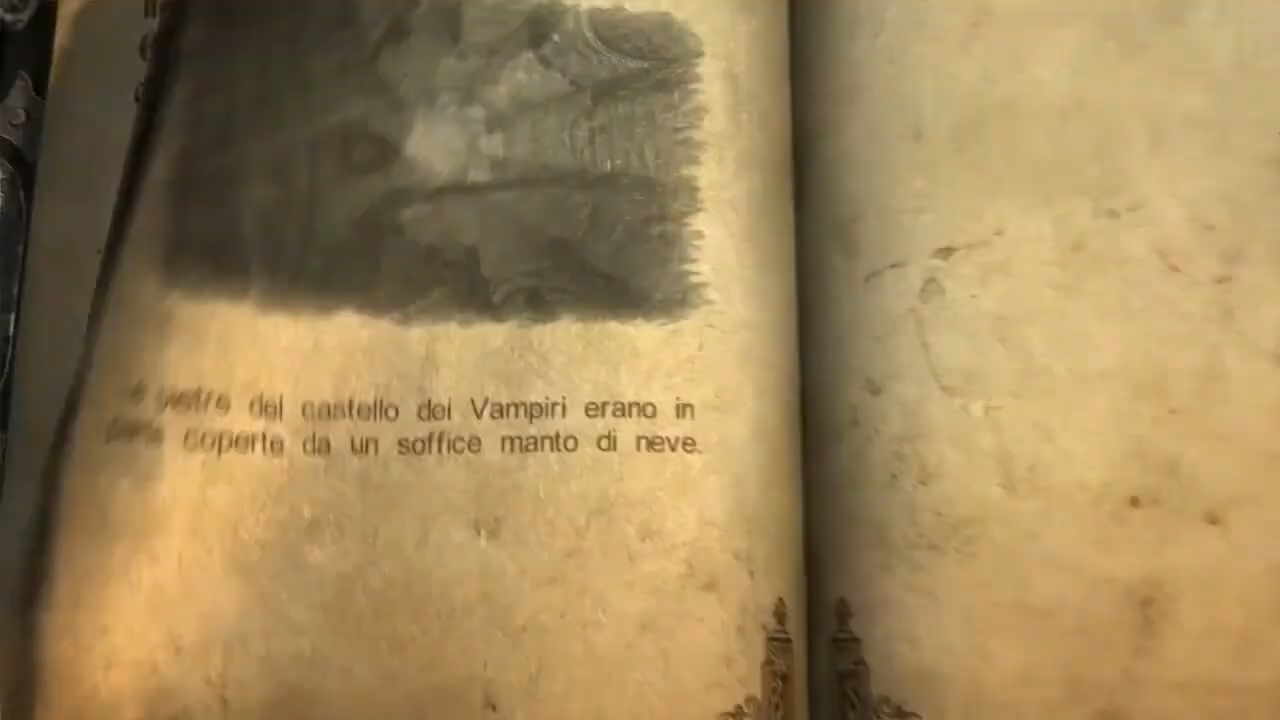 del castello dei Vampiri erano in
coperte da un soffice manto di neve.